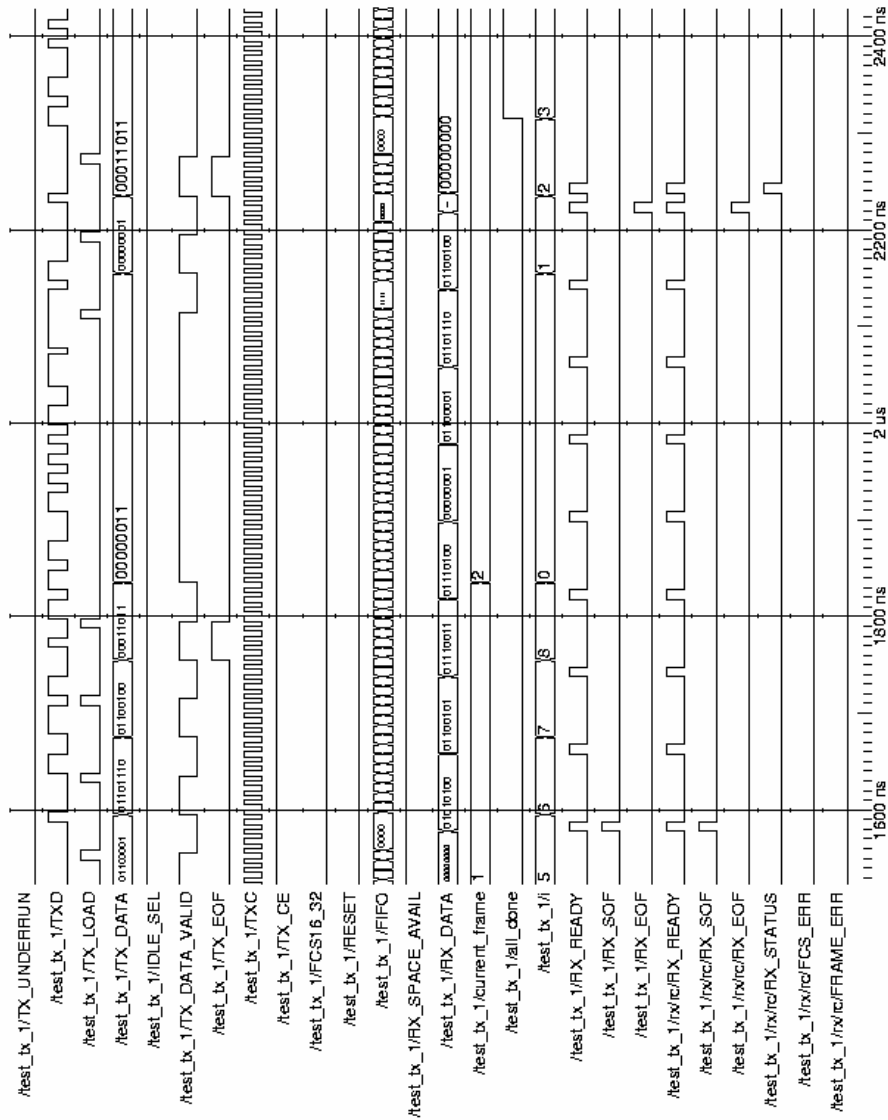 /test_tx_1/TX_UNDERRUN
/test_tx_1/TXD
/test_tx_1/TX_LOAD
/test_tx_1/TX_DATA 01100001 01101110 01100100 00011011 00000011 00000001 00011011
/test_tx_1/IDLE_SEL
/test_tx_1/TX_DATA_VALID
/test_tx_1/TX_EOF
/test_tx_1/TXC
/test_tx_1/TX_CE
/test_tx_1/FCS16_32
/test_tx_1/RESET
/test_tx_1/FIFO
/test_tx_1/RX_SPACE_AVAIL
/test_tx_1/RX_DATA 01010100 01100101 01110011 01110100 00000001 01100001 01101110 01100100 - 00000000
/test_tx_1/current_frame 1 2
/test_tx_1/all_done
/test_tx_1/i 5 6 7 8 0 1 2 3
/test_tx_1/RX_READY
/test_tx_1/RX_SOF
/test_tx_1/RX_EOF
/test_tx_1/rx/rc/RX_READY
/test_tx_1/rx/rc/RX_SOF
/test_tx_1/rx/rc/RX_EOF
/test_tx_1/rx/rc/RX_STATUS
/test_tx_1/rx/rc/FCS_ERR
/test_tx_1/rx/rc/FRAME_ERR
1600 ns 1800 ns 2 us 2200 ns 2400 ns